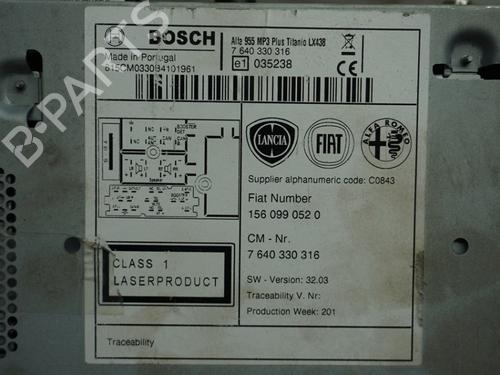 BOSCH
Alfa 955 MP3 Plus Titanio LX438
7 640 330 316
Made in Portugal
e1 035238
CE
815CM0330B4101961
LANCIA
FIAT
ALFA ROMEO
Supplier alphanumeric code: C0843
Fiat Number
156 099 052 0
CM - Nr.
7 640 330 316
CLASS 1
LASERPRODUCT
SW - Version: 32.03
Traceability V. Nr:
Production Week: 201
Traceability
B-PARTS